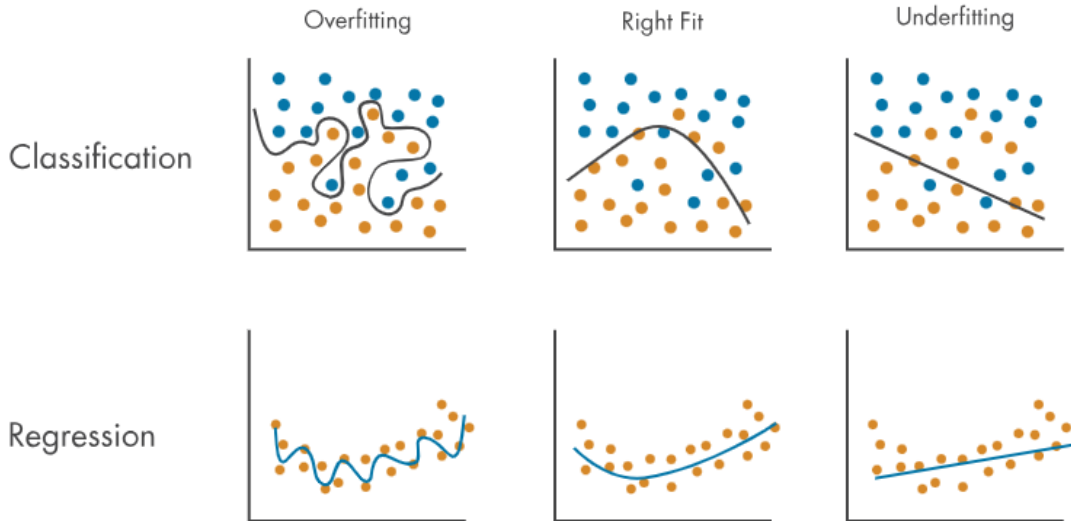 Overfitting
Right Fit
Underfitting
Classification
Regression